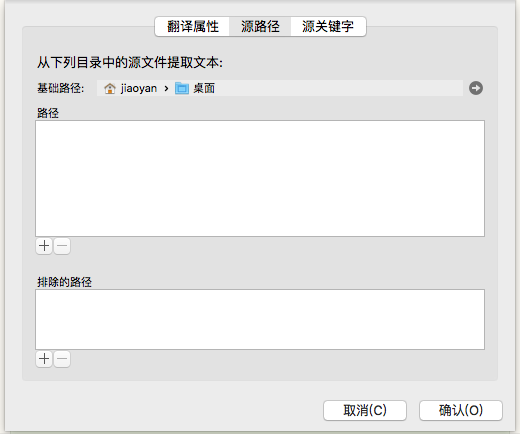 翻译属性 源路径 源关键字
从下列目录中的源文件提取文本:
基础路径: jiaoyan › 桌面
路径
排除的路径
取消(C) 确认(O)